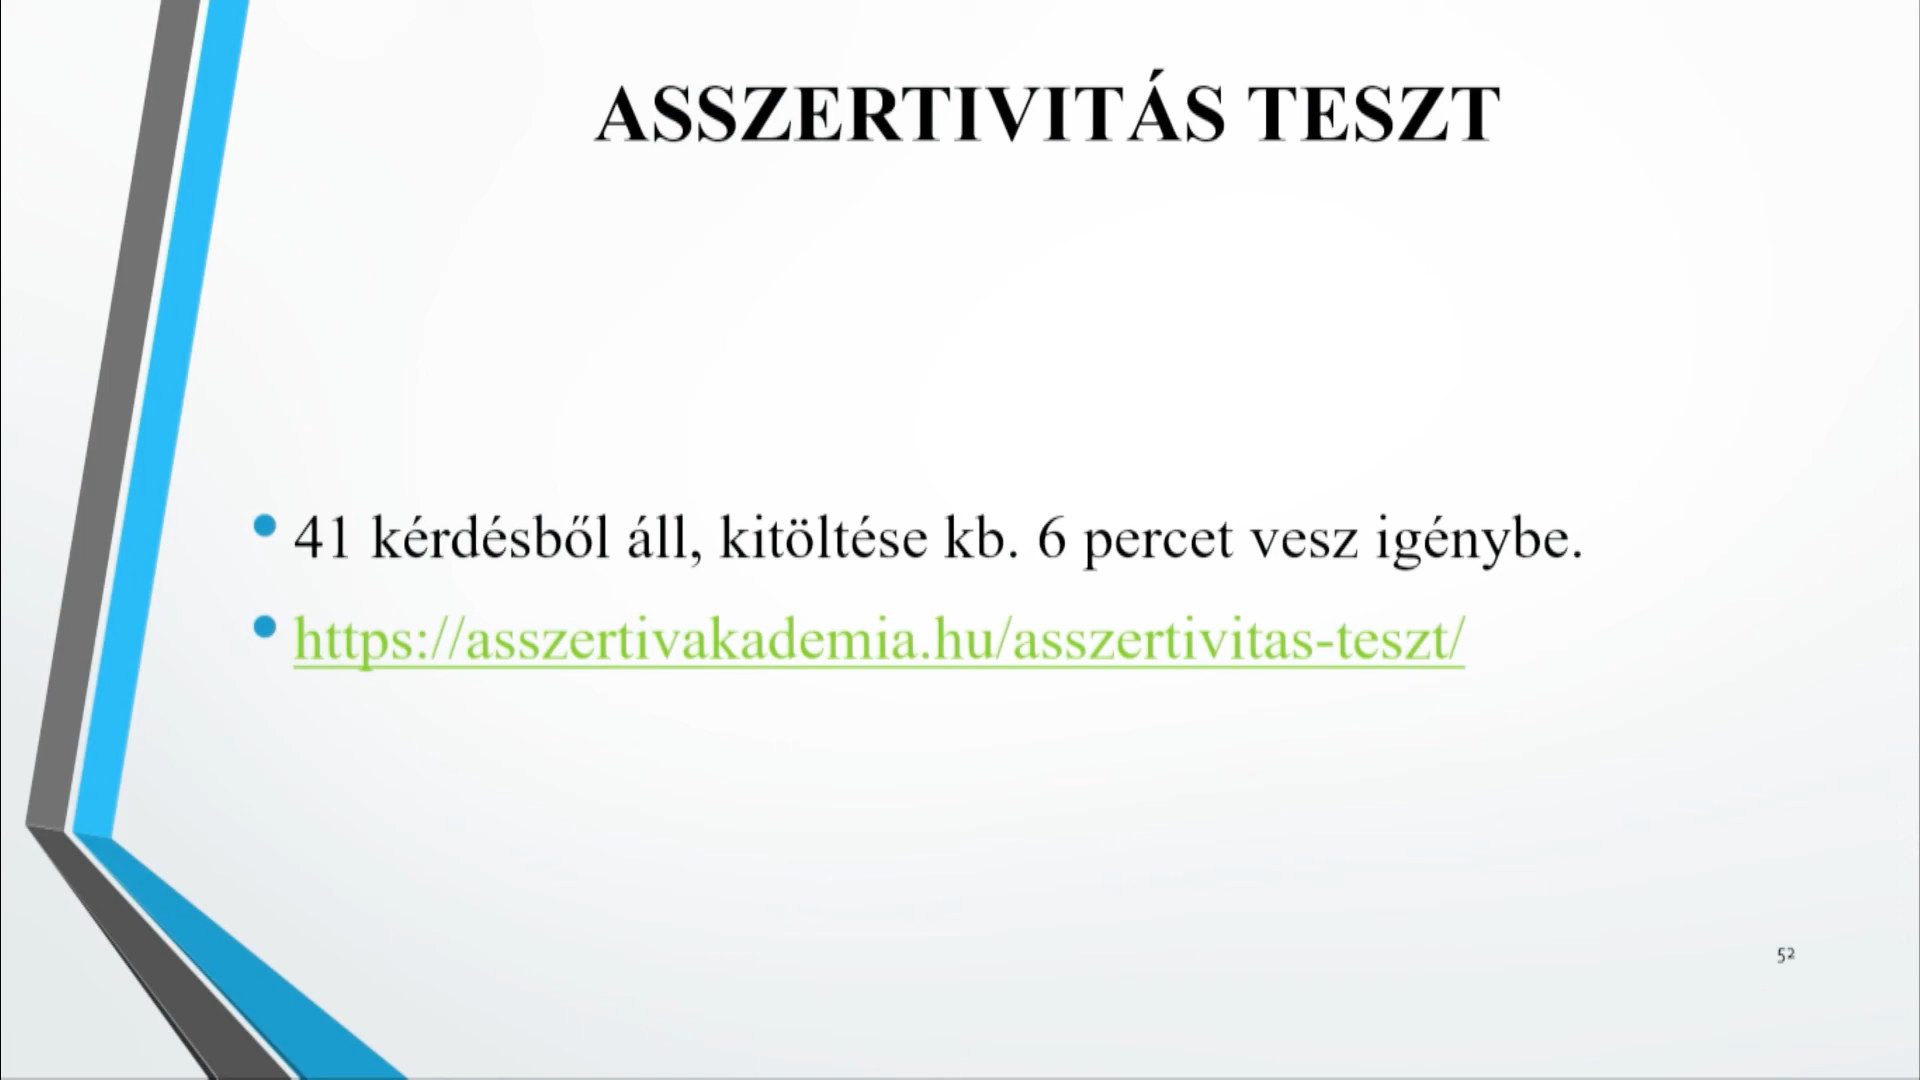 ASSZERTIVITÁS TESZT
• 41 kérdésből áll, kitöltése kb. 6 percet vesz igénybe.
• https://asszertivakademia.hu/asszertivitas-teszt/
52